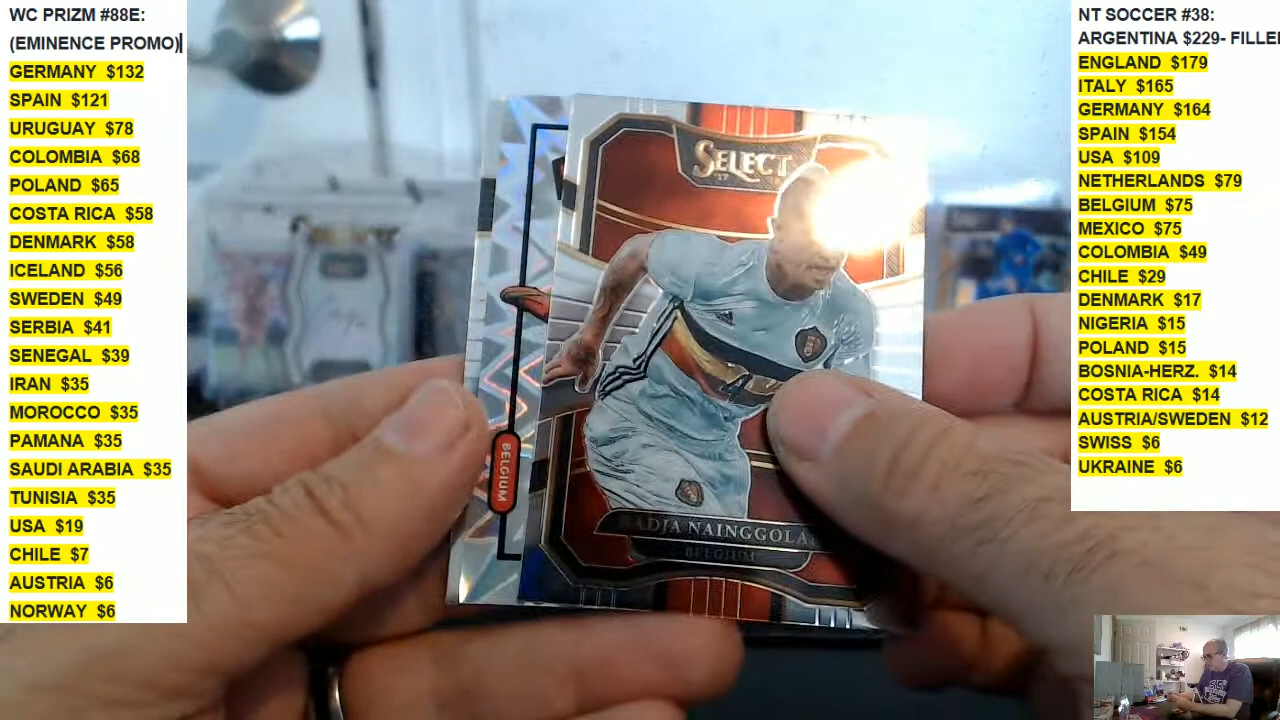 WC PRIZM #88E:
(EMINENCE PROMO)
GERMANY $132
SPAIN $121
URUGUAY $78
COLOMBIA $68
POLAND $65
COSTA RICA $58
DENMARK $58
ICELAND $56
SWEDEN $49
SERBIA $41
SENEGAL $39
IRAN $35
MOROCCO $35
PAMANA $35
SAUDI ARABIA $35
TUNISIA $35
USA $19
CHILE $7
AUSTRIA $6
NORWAY $6
SELECT
BELGIUM
RADJA NAINGGOLA
BELGIUM
NT SOCCER #38:
ARGENTINA $229- FILLE
ENGLAND $179
ITALY $165
GERMANY $164
SPAIN $154
USA $109
NETHERLANDS $79
BELGIUM $75
MEXICO $75
COLOMBIA $49
CHILE $29
DENMARK $17
NIGERIA $15
POLAND $15
BOSNIA-HERZ. $14
COSTA RICA $14
AUSTRIA/SWEDEN $12
SWISS $6
UKRAINE $6